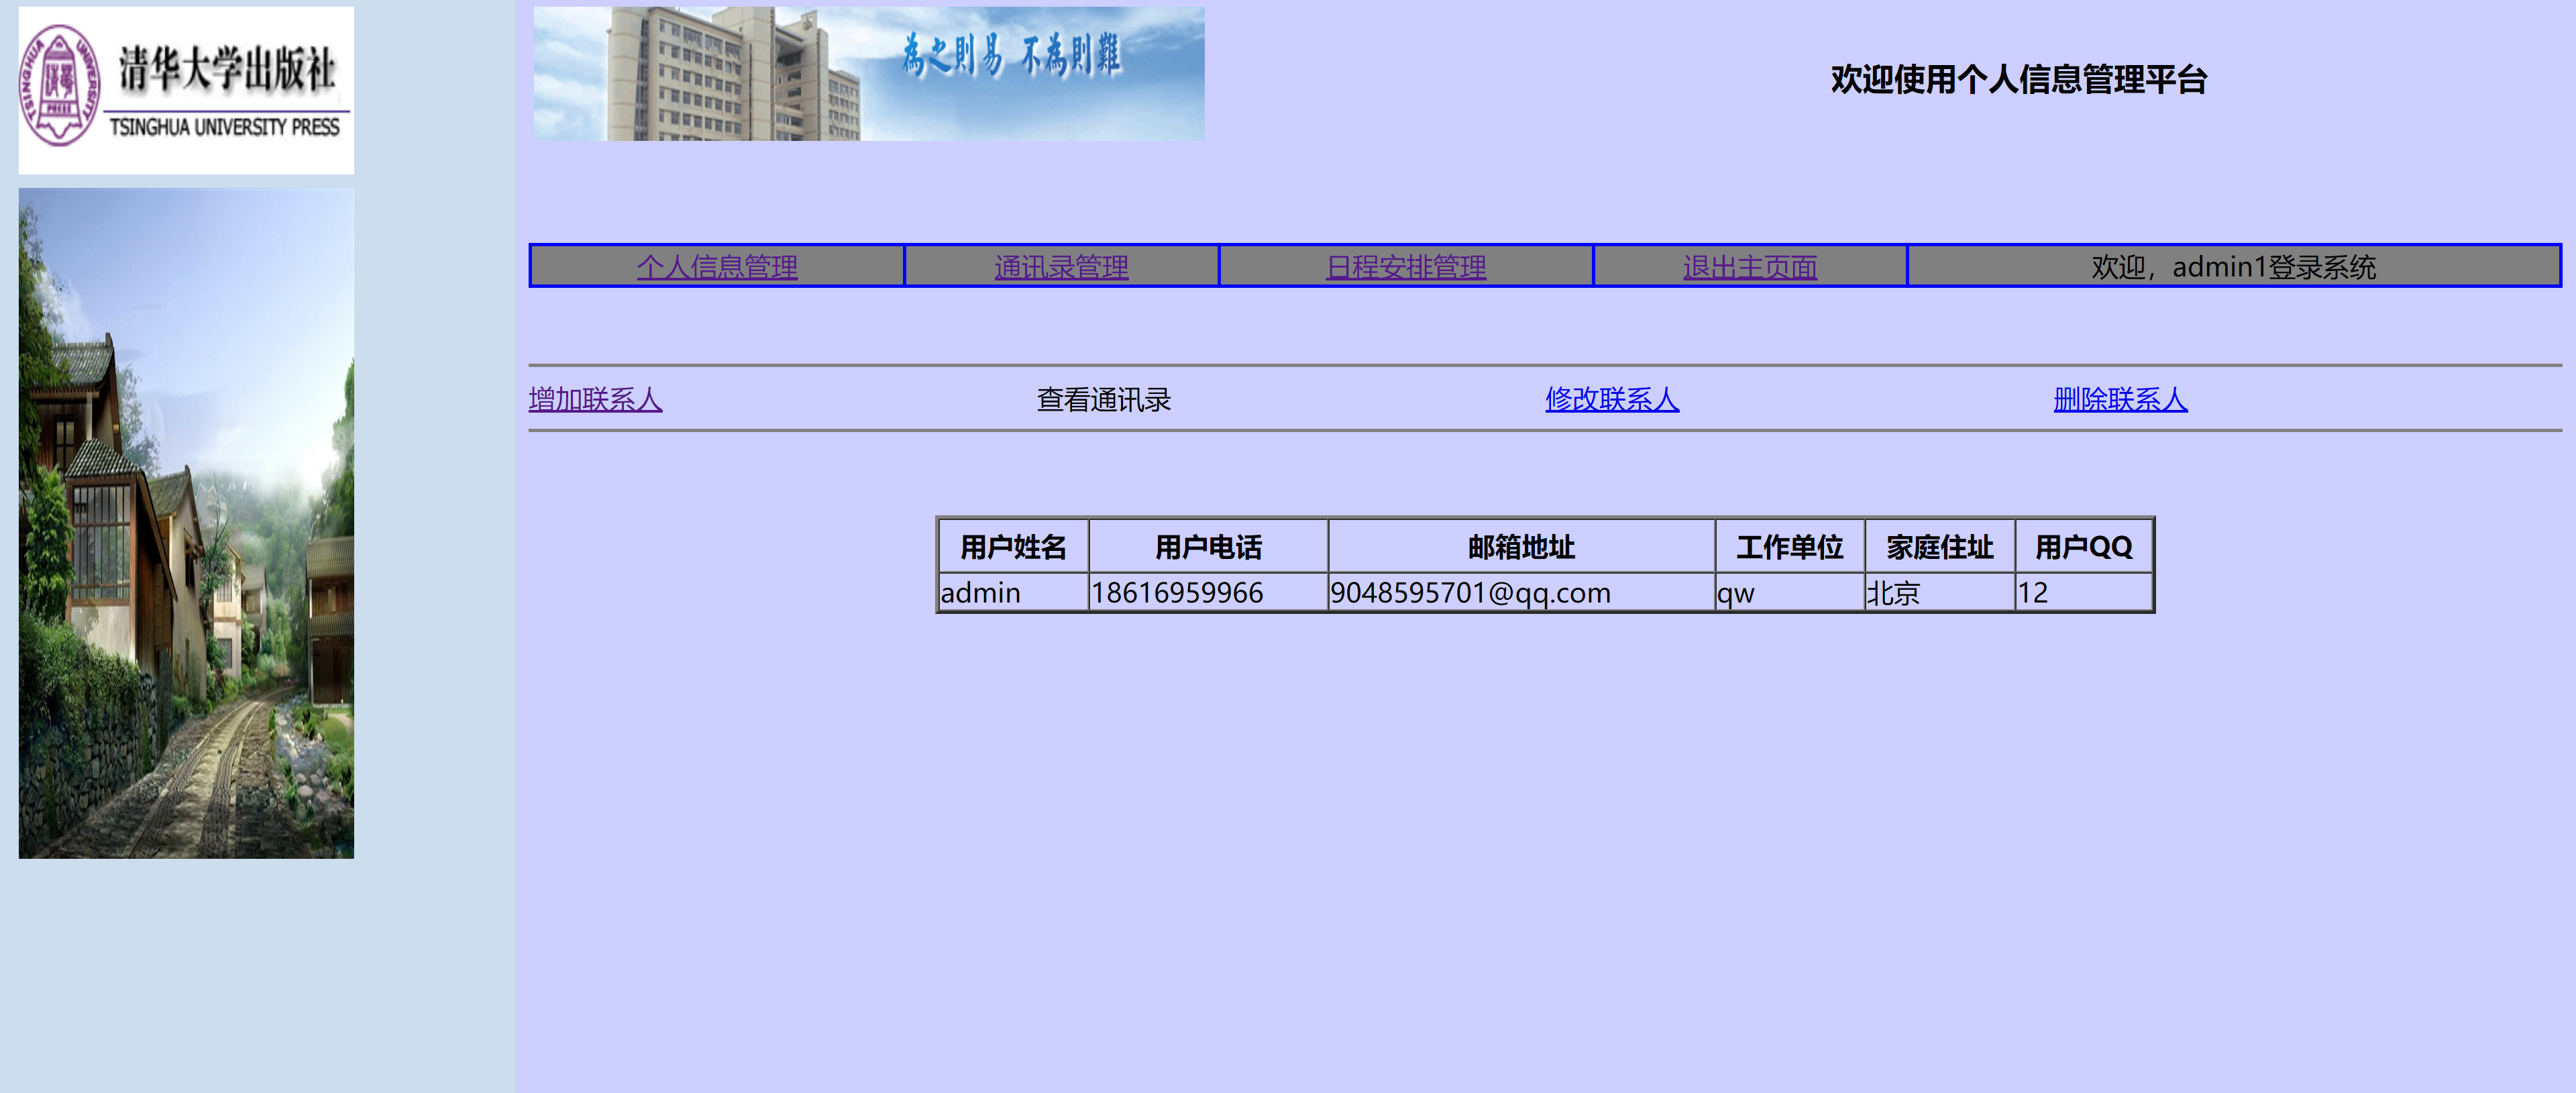 清华大学出版社
TSINGHUA UNIVERSITY PRESS
TSINGHUA UNIVERSITY
PRESS
為之則易 不為則難
欢迎使用个人信息管理平台
个人信息管理 通讯录管理 日程安排管理 退出主页面 欢迎，admin1登录系统
增加联系人 查看通讯录 修改联系人 删除联系人
用户姓名 用户电话 邮箱地址 工作单位 家庭住址 用户QQ
admin 18616959966 9048595701@qq.com qw 北京 12